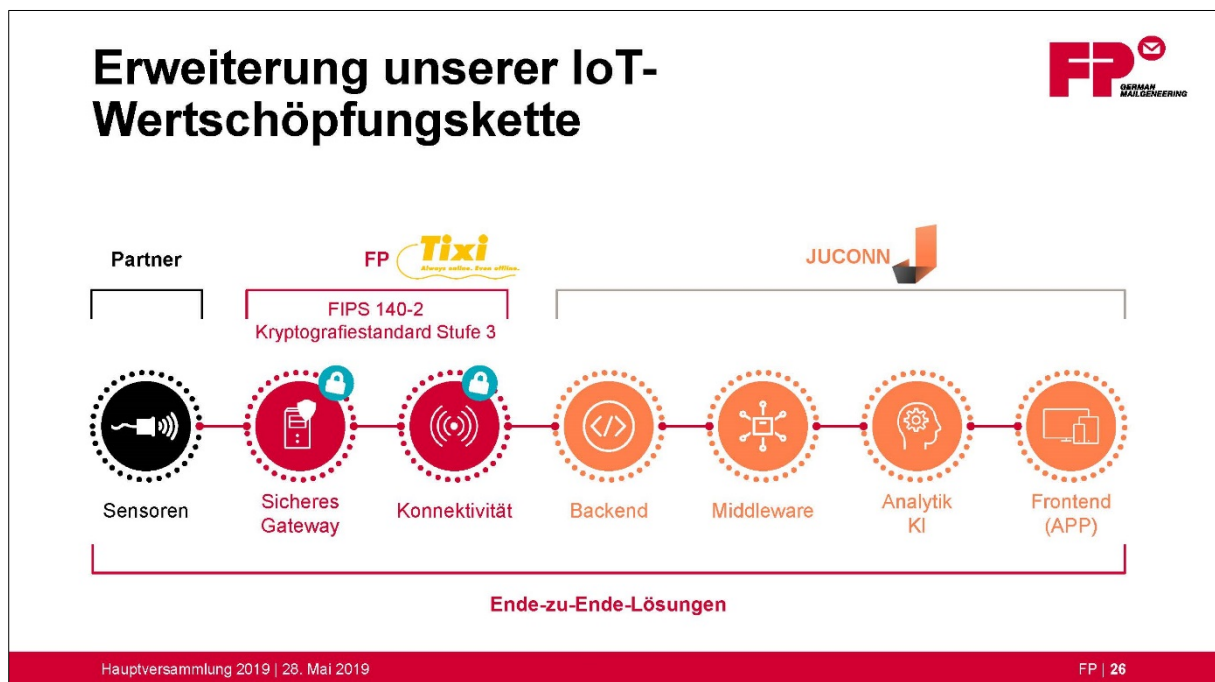 Erweiterung unserer IoT-
Wertschöpfungskette
FP
GERMAN
MAILGENEERING
Partner
FP
Tixi
Always online. Even offline.
JUCONN
FIPS 140-2
Kryptografiestandard Stufe 3
Sensoren
Sicheres
Gateway
Konnektivität
Backend
Middleware
Analytik
KI
Frontend
(APP)
Ende-zu-Ende-Lösungen
Hauptversammlung 2019 | 28. Mai 2019
FP | 26